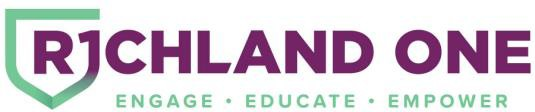 R1CHLAND ONE
ENGAGE • EDUCATE • EMPOWER